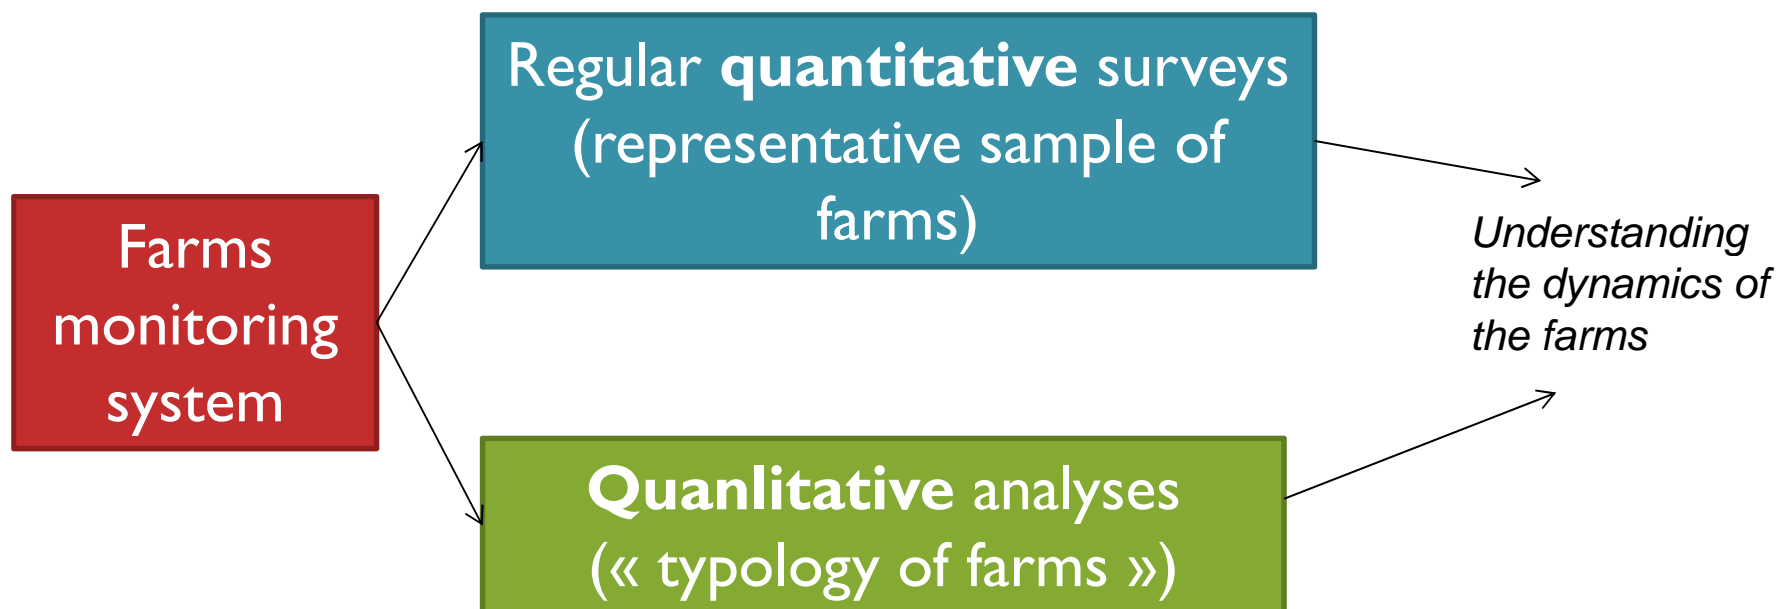 Farms
monitoring
system
Regular quantitative surveys
(representative sample of
farms)
Quanlitative analyses
(« typology of farms »)
Understanding
the dynamics of
the farms